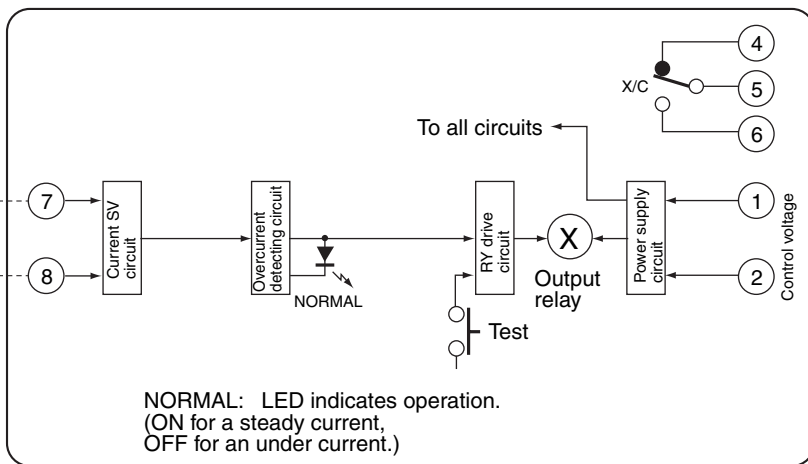 4
X/C
5
6
To all circuits
7
8
Current SV
circuit
Overcurrent
detecting circuit
NORMAL
RY drive
circuit
X
Output
relay
Power supply
circuit
1
2
Control voltage
Test
NORMAL: LED indicates operation.
(ON for a steady current,
OFF for an under current.)